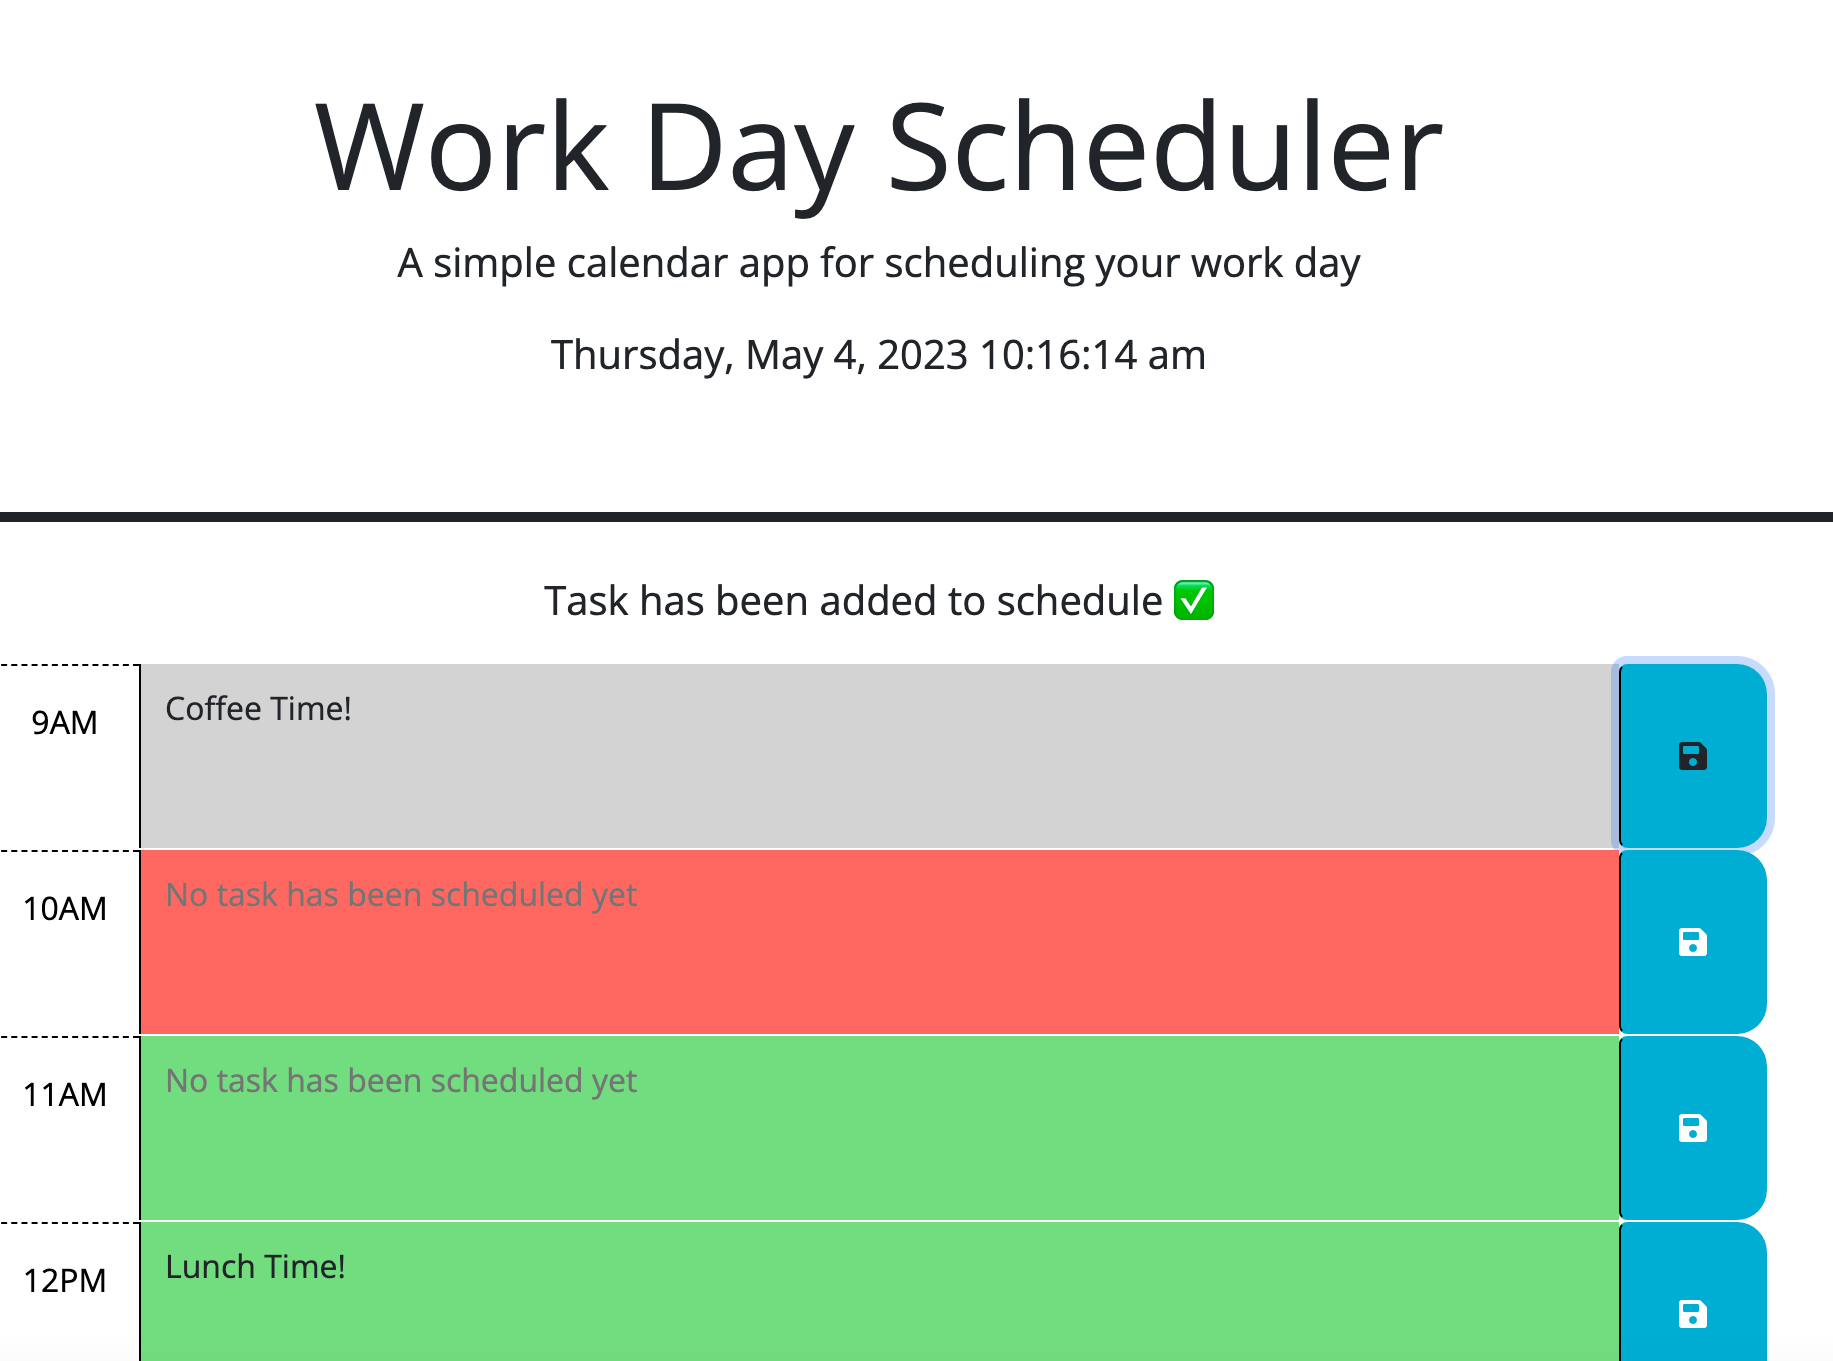 Work Day Scheduler
A simple calendar app for scheduling your work day
Thursday, May 4, 2023 10:16:14 am
Task has been added to schedule ✅
9AM
Coffee Time!
10AM
No task has been scheduled yet
11AM
No task has been scheduled yet
12PM
Lunch Time!